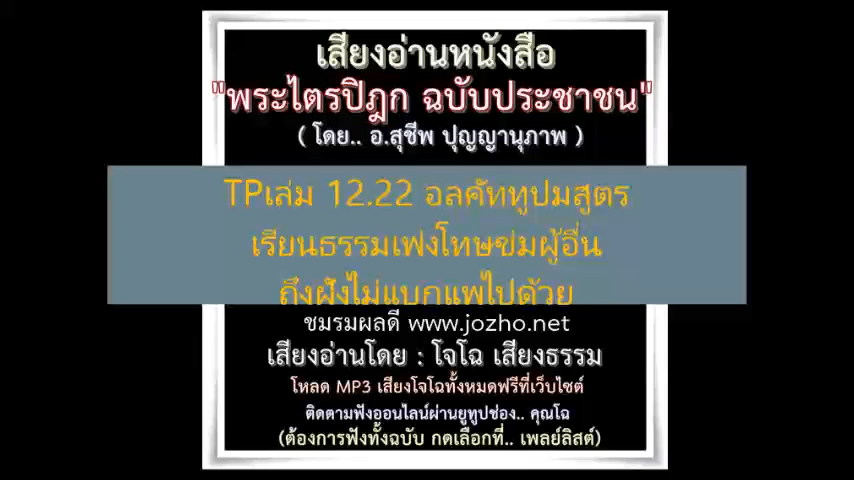 เสียงอ่านหนังสือ
"พระไตรปิฎก ฉบับประชาชน"
( โดย.. อ.สุชีพ ปุญญานุภาพ )
TPเล่ม 12.22 อลคัททูปมสูตร
เรียนธรรมเพ่งโทษข่มผู้อื่น
ถึงฝั่งไม่แบกแพไปด้วย
ชมรมผลดี www.jozho.net
เสียงอ่านโดย : โจโฉ เสียงธรรม
โหลด MP3 เสียงโจโฉทั้งหมดฟรีที่เว็บไซต์
ติดตามฟังออนไลน์ผ่านยูทูปช่อง.. คุณโฉ
(ต้องการฟังทั้งฉบับ กดเลือกที่.. เพลย์ลิสต์)